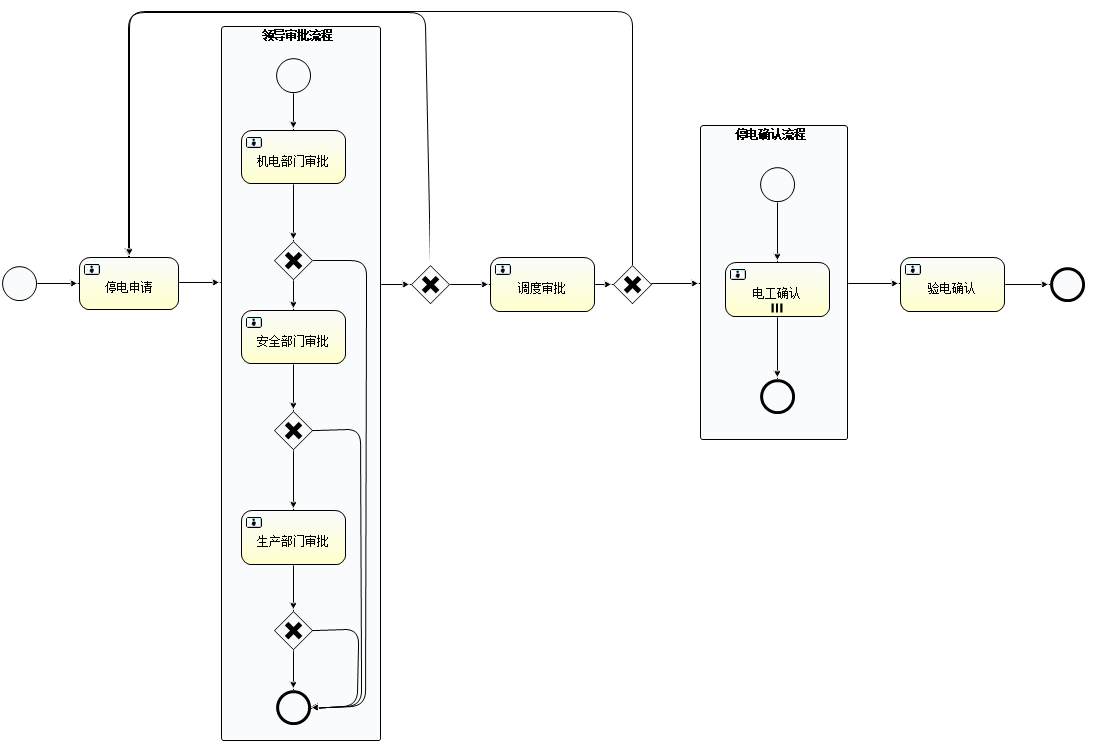 领导审批流程
机电部门审批
安全部门审批
生产部门审批
停电申请
调度审批
停电确认流程
电工确认
验电确认